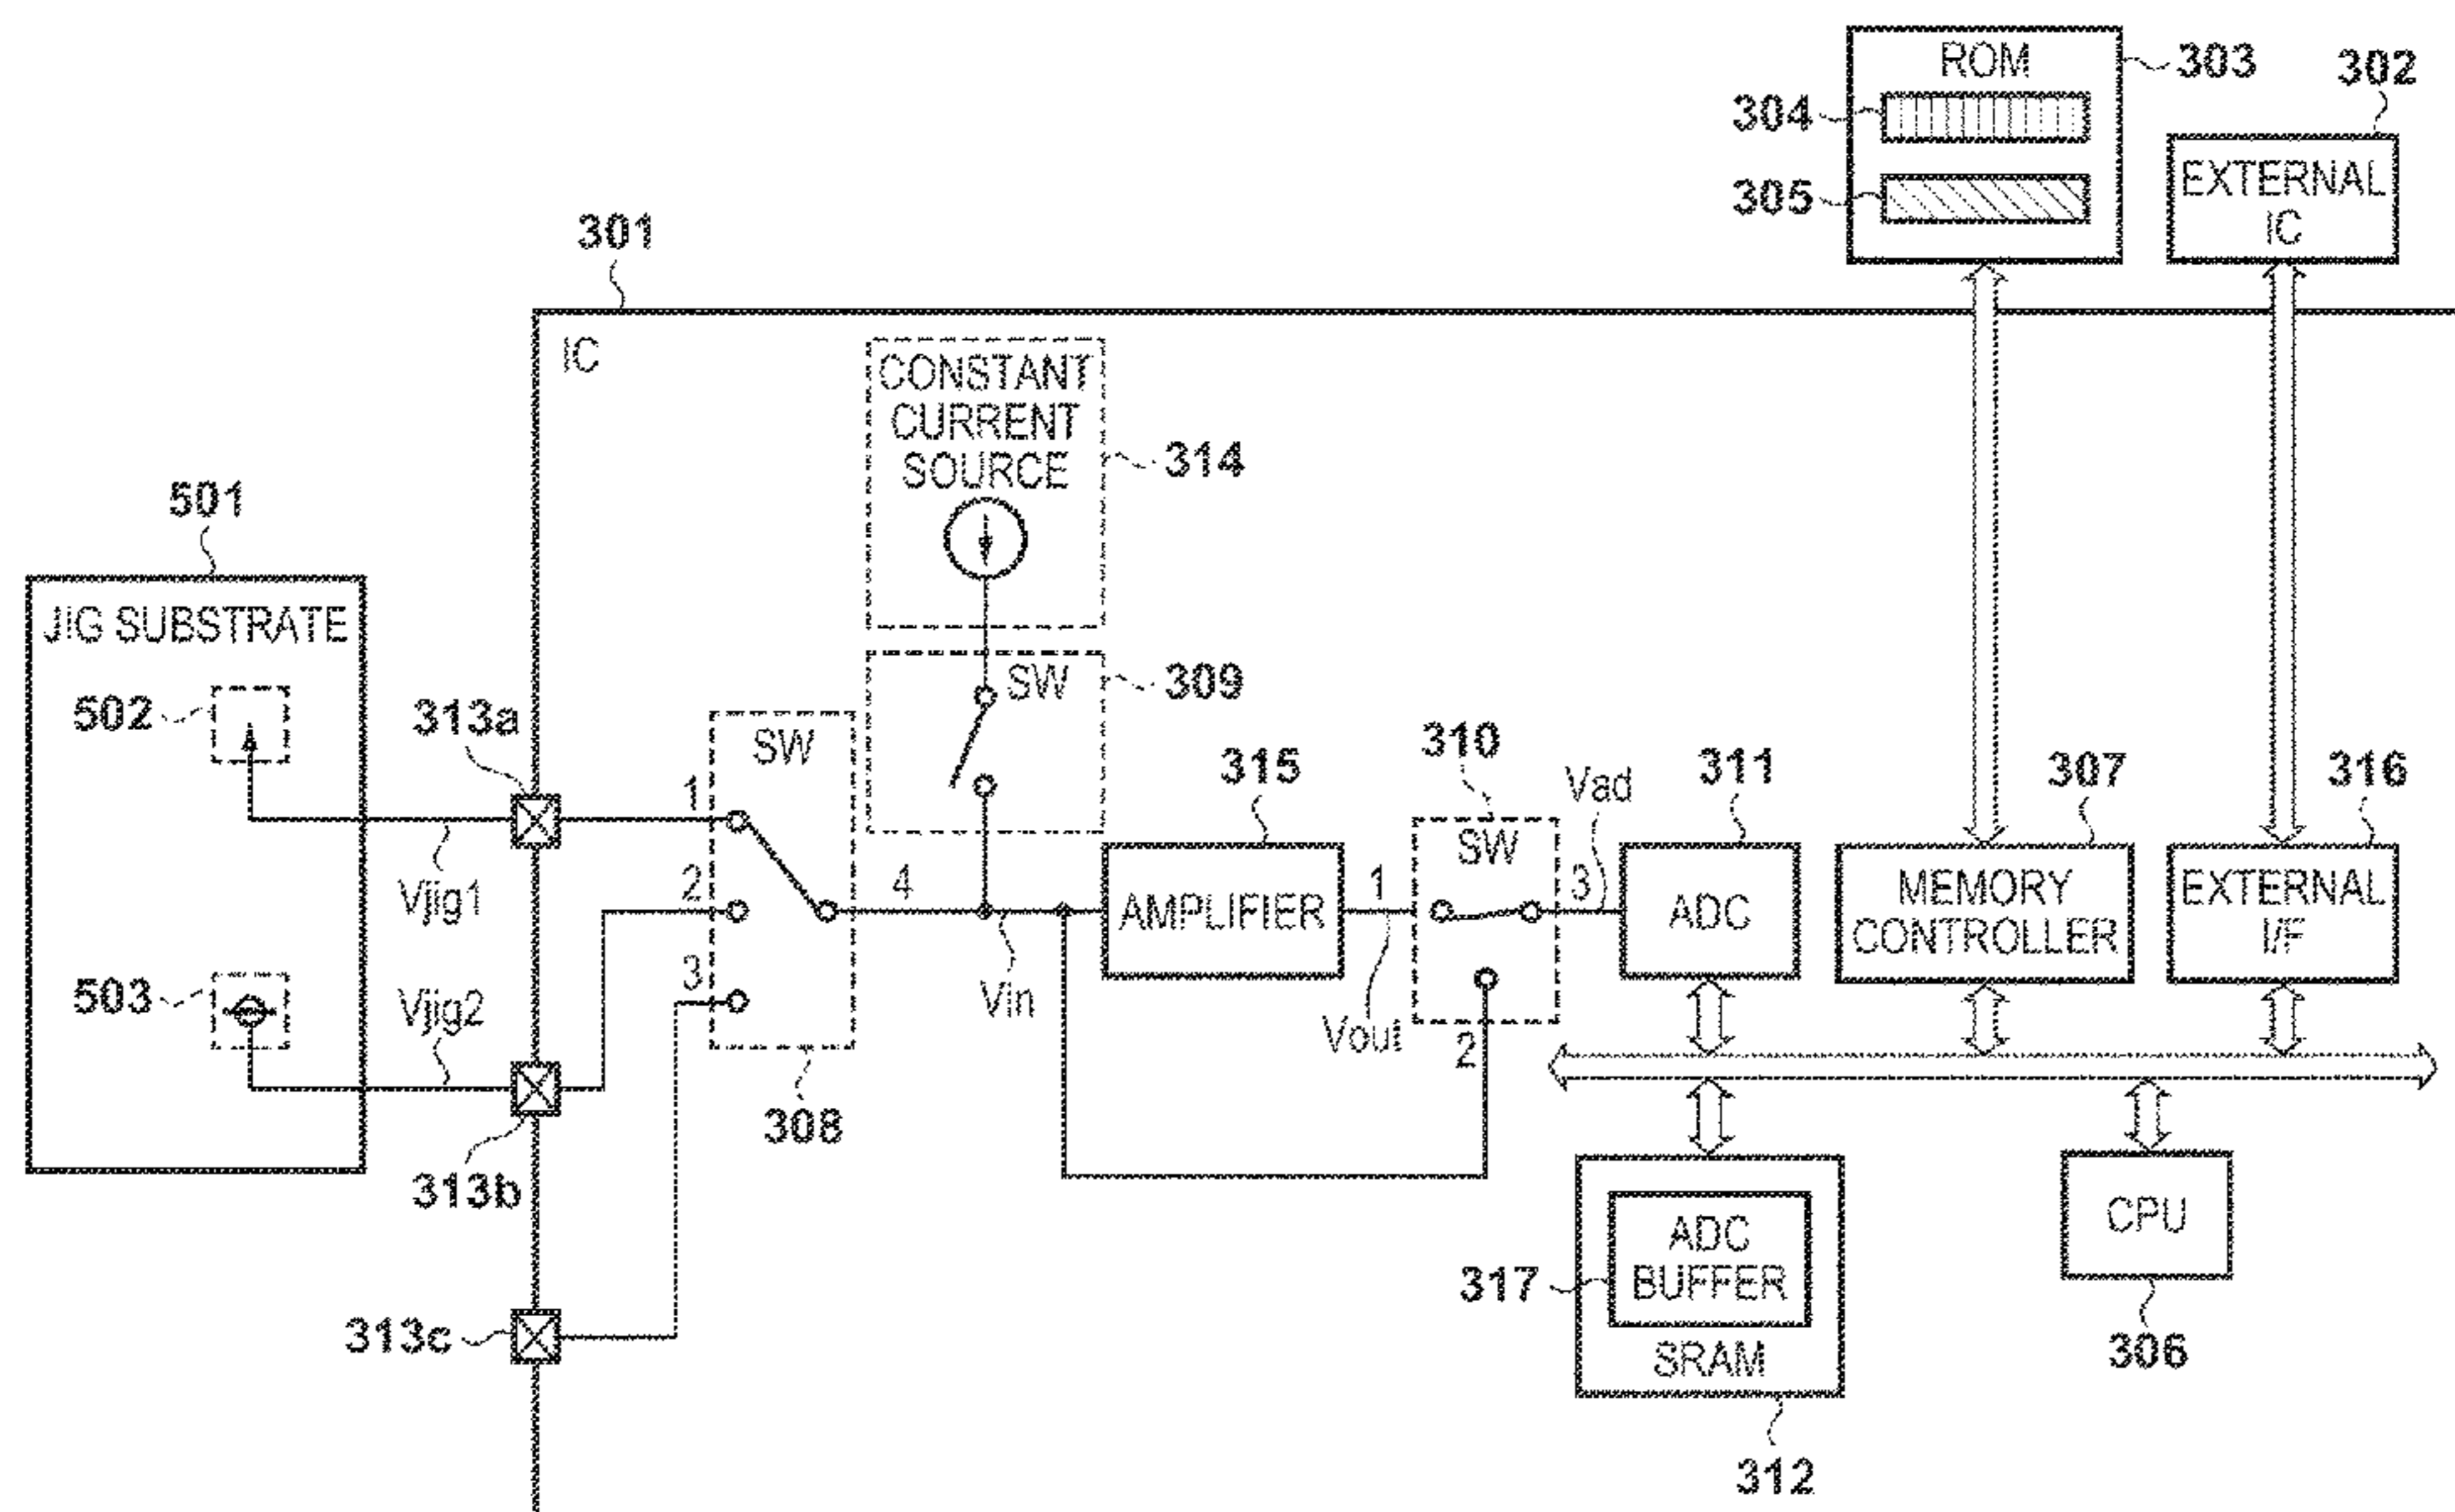 ROM
303
302
304
305
EXTERNAL
IC
301
IC
CONSTANT
CURRENT
SOURCE
314
501
JIG SUBSTRATE
SW
309
502
313a
SW
310
315
Vad
311
307
316
1
SW
Vjig1
2
4
AMPLIFIER
1
3
ADC
MEMORY
CONTROLLER
EXTERNAL
I/F
503
Vjig2
3
Vin
Vout
2
308
313b
ADC
BUFFER
317
SRAM
CPU
313c
306
312